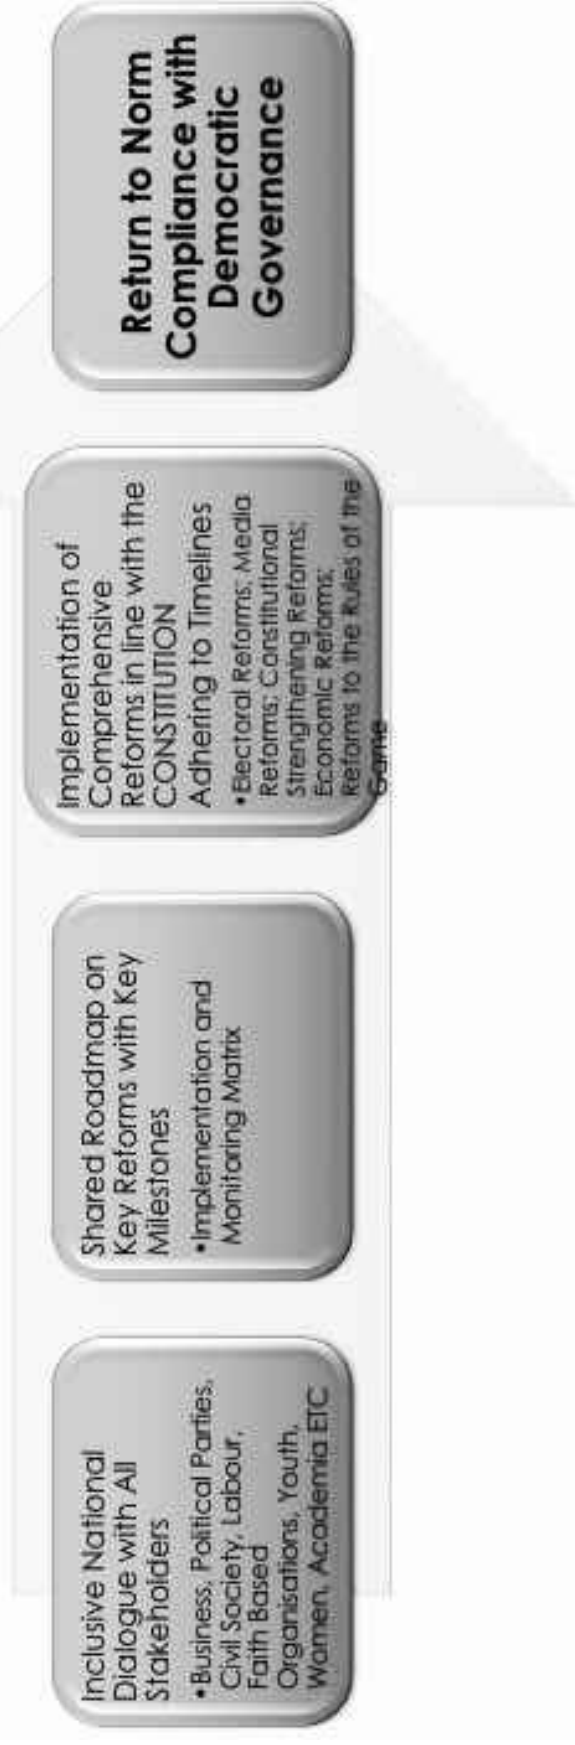 Inclusive National
Dialogue with All
Stakeholders
•Business, Political Parties,
Civil Society, Labour,
Faith Based
Organisations, Youth,
Women, Academia ETC
Shared Roadmap on
Key Reforms with Key
Milestones
•Implementation and
Monitoring Matrix
Implementation of
Comprehensive
Reforms in line with the
CONSTITUTION
Adhering to Timelines
•Electoral Reforms; Media
Reforms; Constitutional
Strengthening Reforms;
Economic Reforms;
Reforms to the Rules of the
Game
Return to Norm
Compliance with
Democratic
Governance